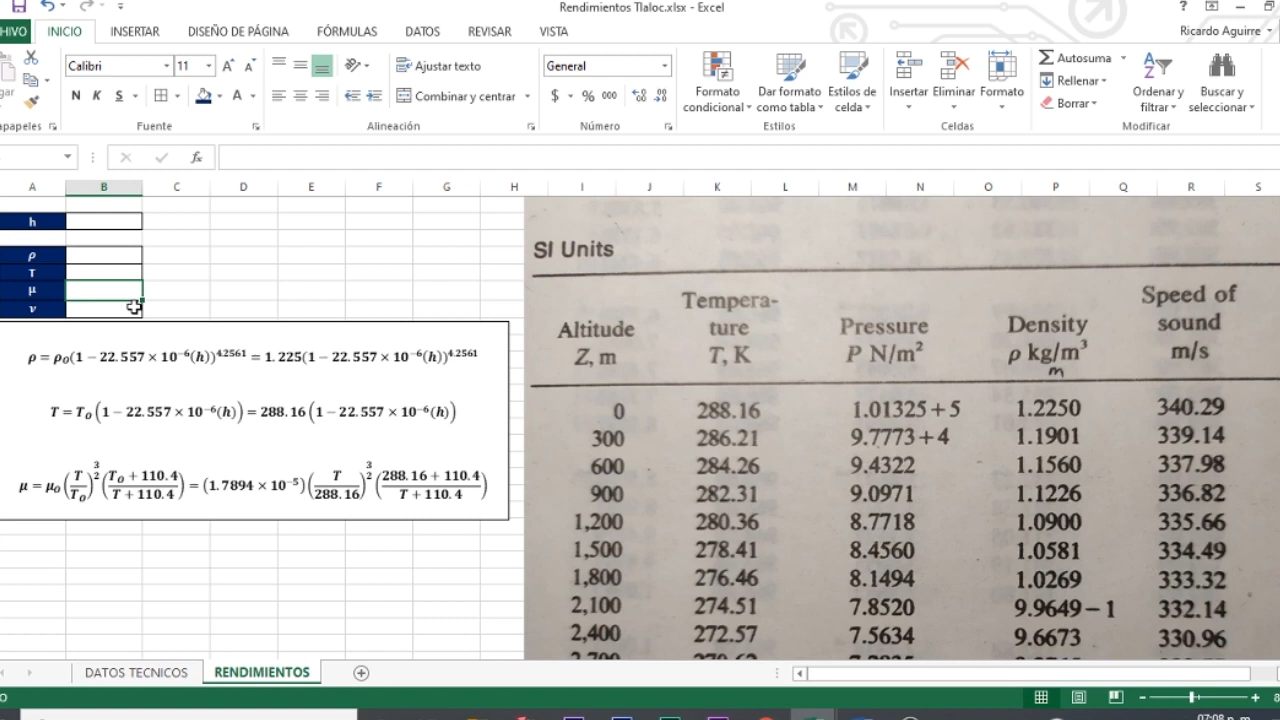 Rendimientos Tlaloc.xlsx - Excel
?
HIVO INICIO INSERTAR DISEÑO DE PÁGINA FÓRMULAS DATOS REVISAR VISTA Ricardo Aguirre
Calibri 11 A A Ajustar texto General Autosuma
Formato condicional Dar formato como tabla Estilos de celda Insertar Eliminar Formato Rellenar Ordenar y filtrar Buscar y seleccionar
N K S A Combinar y centrar $ % 000 Borrar
Fuente Alineación Número Estilos Celdas Modificar
fx
A B C D E F G H I J K L M N O P Q R S
h
ρ
T
μ
ν
ρ = ρ₀(1 − 22.557 × 10⁻⁶(h))⁴·²⁵⁶¹ = 1.225(1 − 22.557 × 10⁻⁶(h))⁴·²⁵⁶¹
T = Tₒ(1 − 22.557 × 10⁻⁶(h)) = 288.16(1 − 22.557 × 10⁻⁶(h))
μ = μₒ(T/Tₒ)^(3/2) ((Tₒ + 110.4)/(T + 110.4)) = (1.7894 × 10⁻⁵)(T/288.16)^(3/2) ((288.16 + 110.4)/(T + 110.4))
SI Units
Altitude Z, m Tempera-ture T, K Pressure P N/m² Density ρ kg/m³ Speed of sound m/s
m
0 288.16 1.01325+5 1.2250 340.29
300 286.21 9.7773+4 1.1901 339.14
600 284.26 9.4322 1.1560 337.98
900 282.31 9.0971 1.1226 336.82
1,200 280.36 8.7718 1.0900 335.66
1,500 278.41 8.4560 1.0581 334.49
1,800 276.46 8.1494 1.0269 333.32
2,100 274.51 7.8520 9.9649−1 332.14
2,400 272.57 7.5634 9.6673 330.96
DATOS TECNICOS RENDIMIENTOS
07:08 p. m.